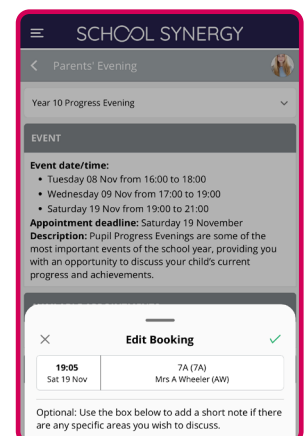 SCHOOL SYNERGY
Parents' Evening
Year 10 Progress Evening
EVENT
Event date/time:
• Tuesday 08 Nov from 16:00 to 18:00
• Wednesday 09 Nov from 17:00 to 19:00
• Saturday 19 Nov from 19:00 to 21:00
Appointment deadline: Saturday 19 November
Description: Pupil Progress Evenings are some of the
most important events of the school year, providing you
with an opportunity to discuss your child's current
progress and achievements.
Edit Booking
19:05 7A (7A)
Sat 19 Nov Mrs A Wheeler (AW)
Optional: Use the box below to add a short note if there
are any specific areas you wish to discuss.